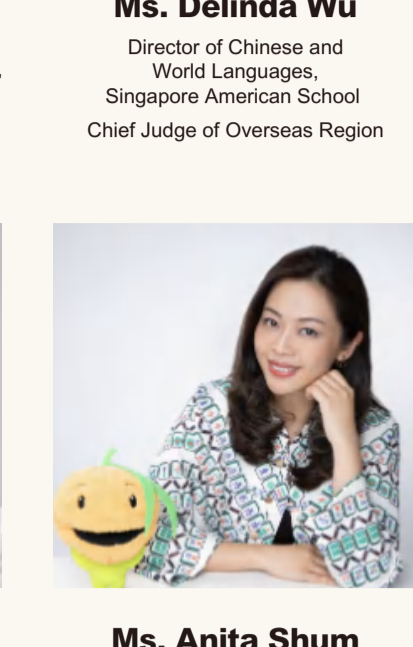 Ms. Delinda Wu
Director of Chinese and
World Languages,
Singapore American School
Chief Judge of Overseas Region
Ms. Anita Shum